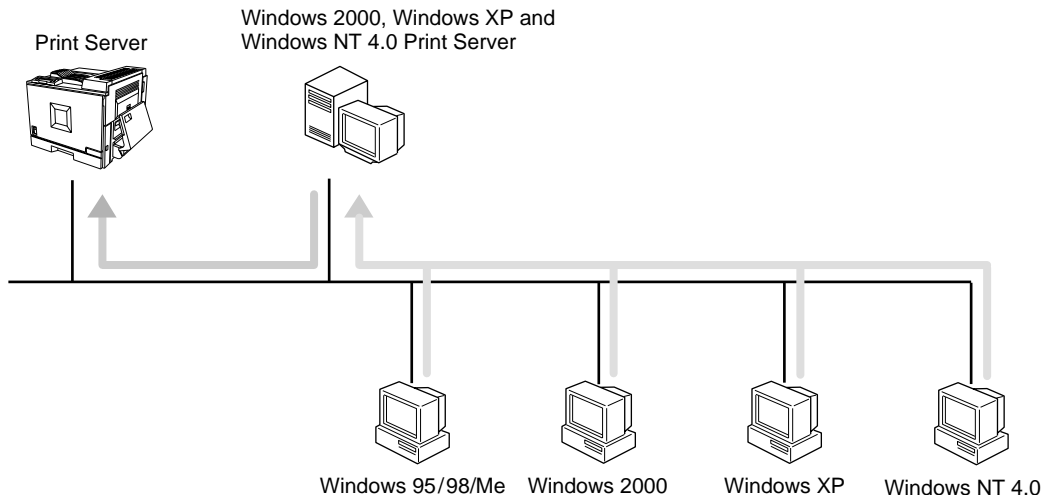 Windows 2000, Windows XP and
Windows NT 4.0 Print Server
Print Server
Windows 95/98/Me
Windows 2000
Windows XP
Windows NT 4.0